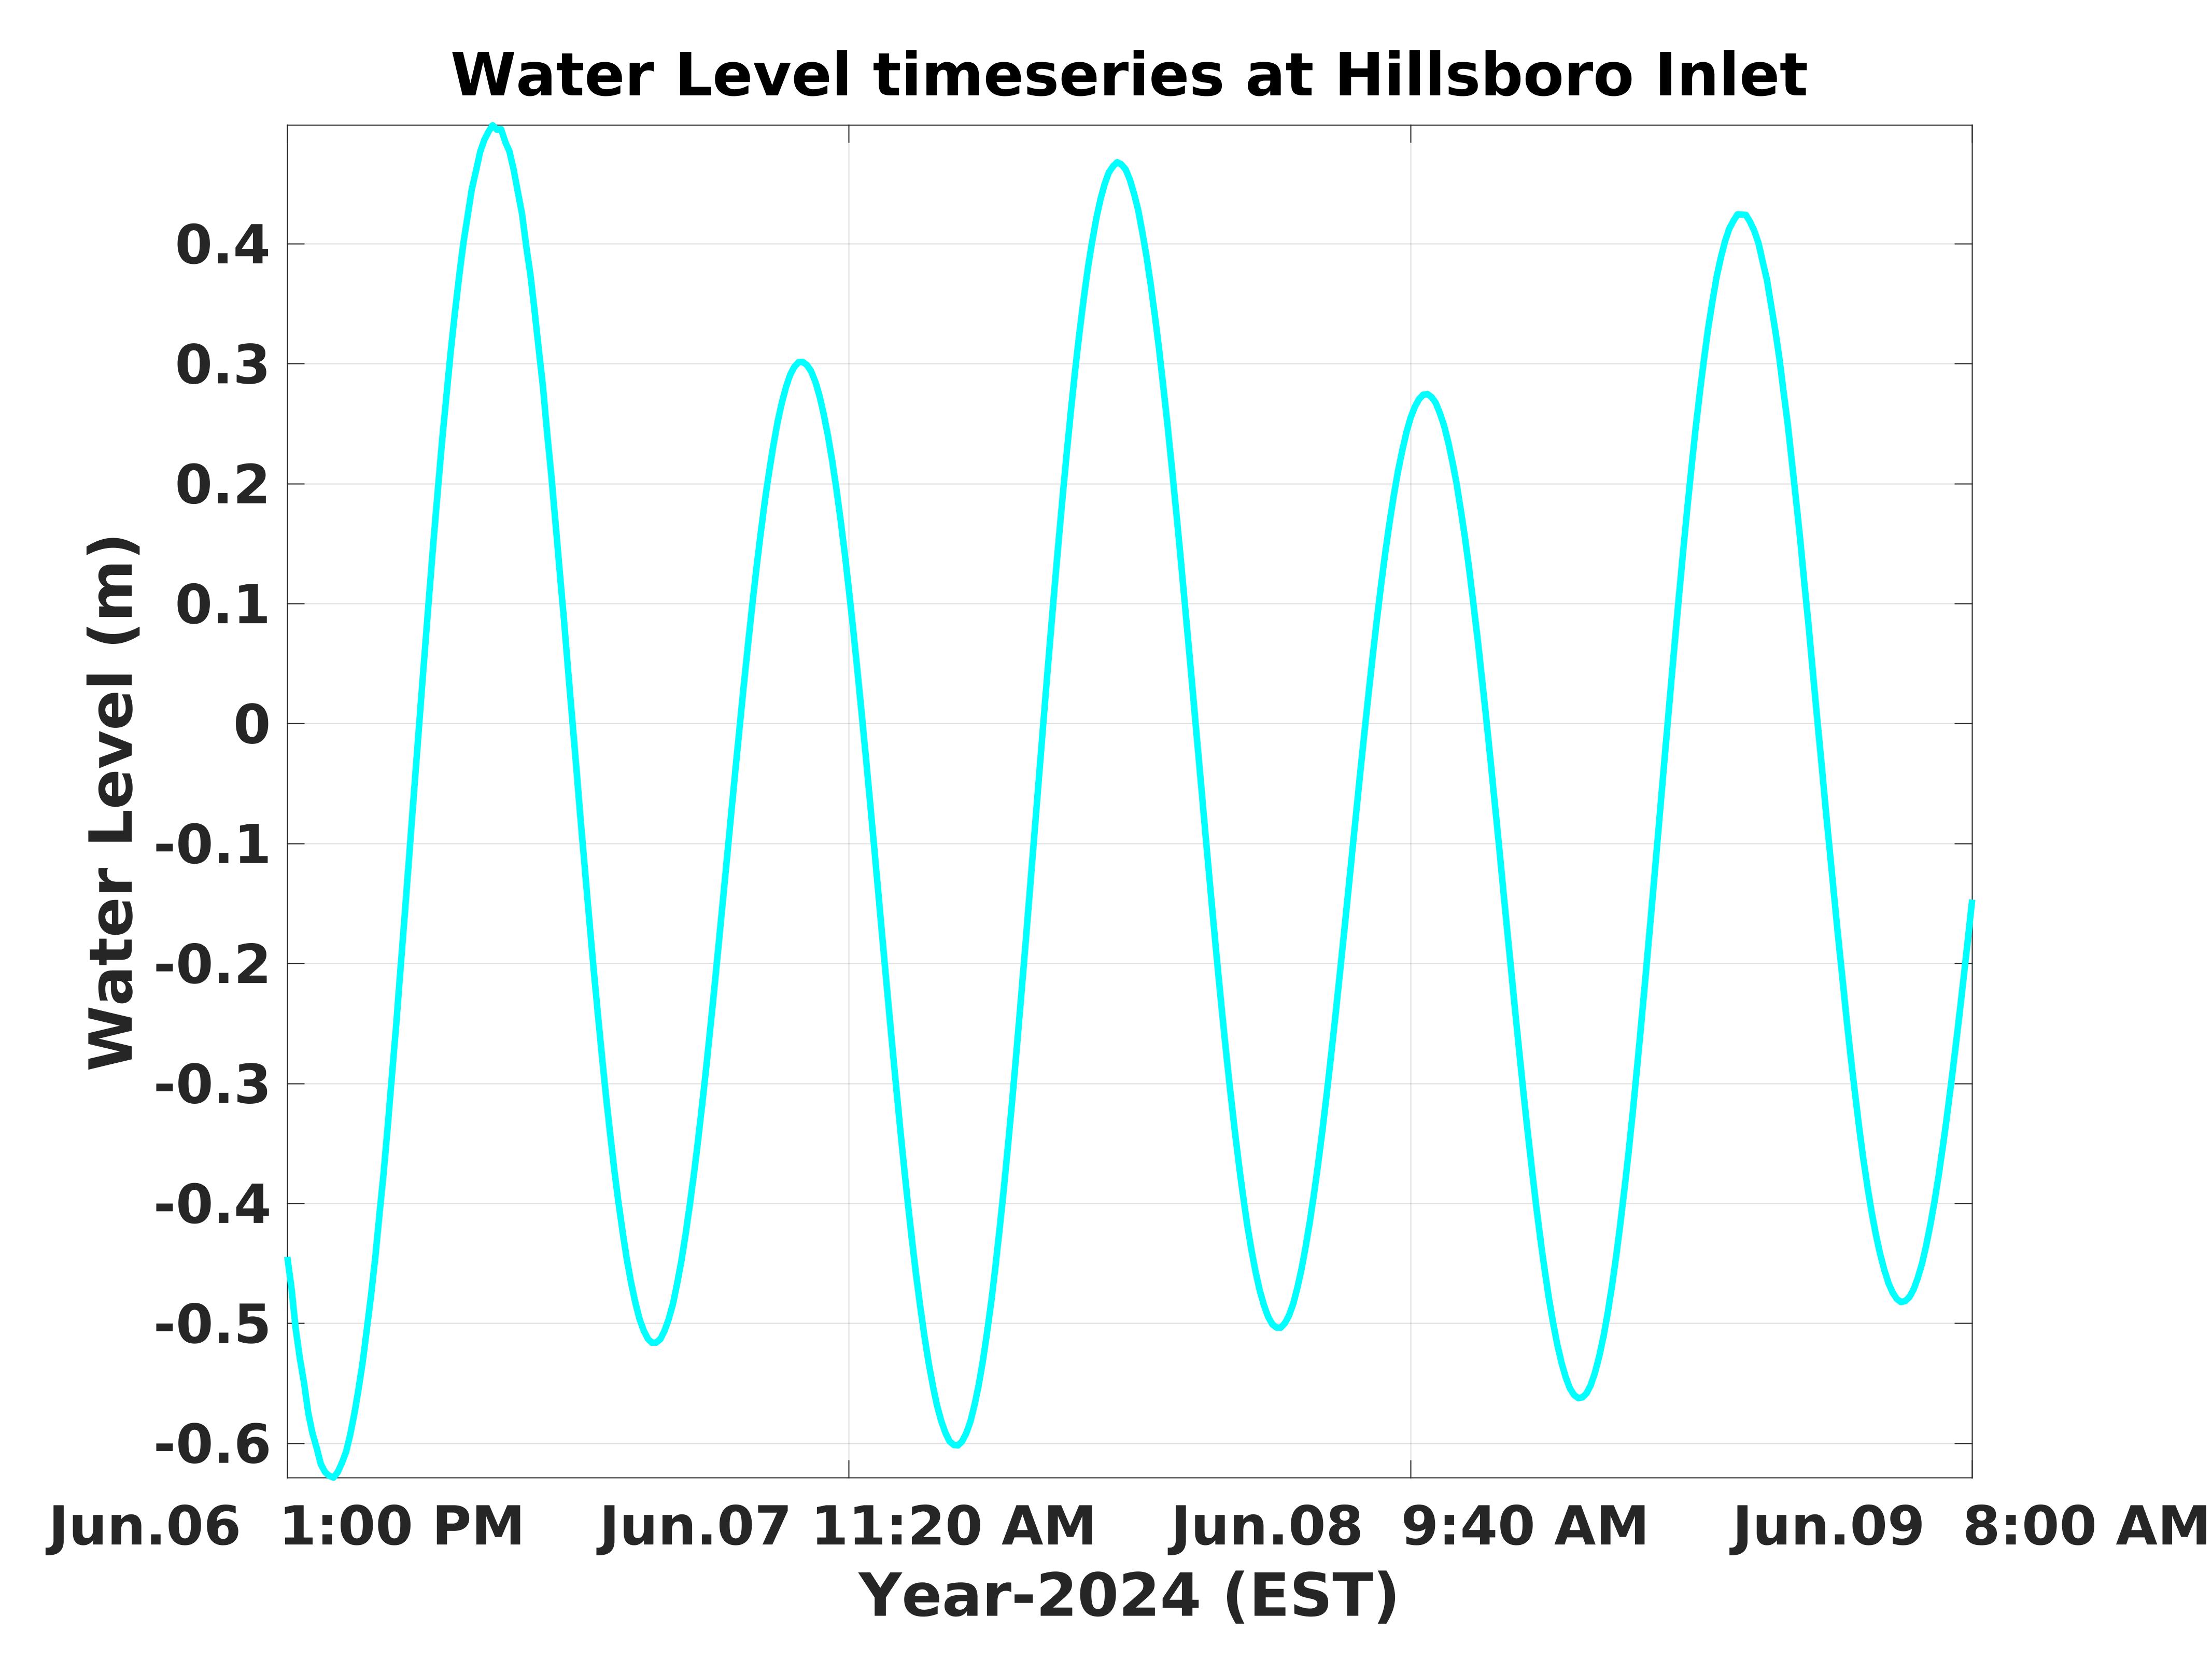 Water Level timeseries at Hillsboro Inlet
0.4
0.3
0.2
0.1
0
-0.1
-0.2
-0.3
-0.4
-0.5
-0.6
Water Level (m)
Jun.06 1:00 PM Jun.07 11:20 AM Jun.08 9:40 AM Jun.09 8:00 AM
Year-2024 (EST)